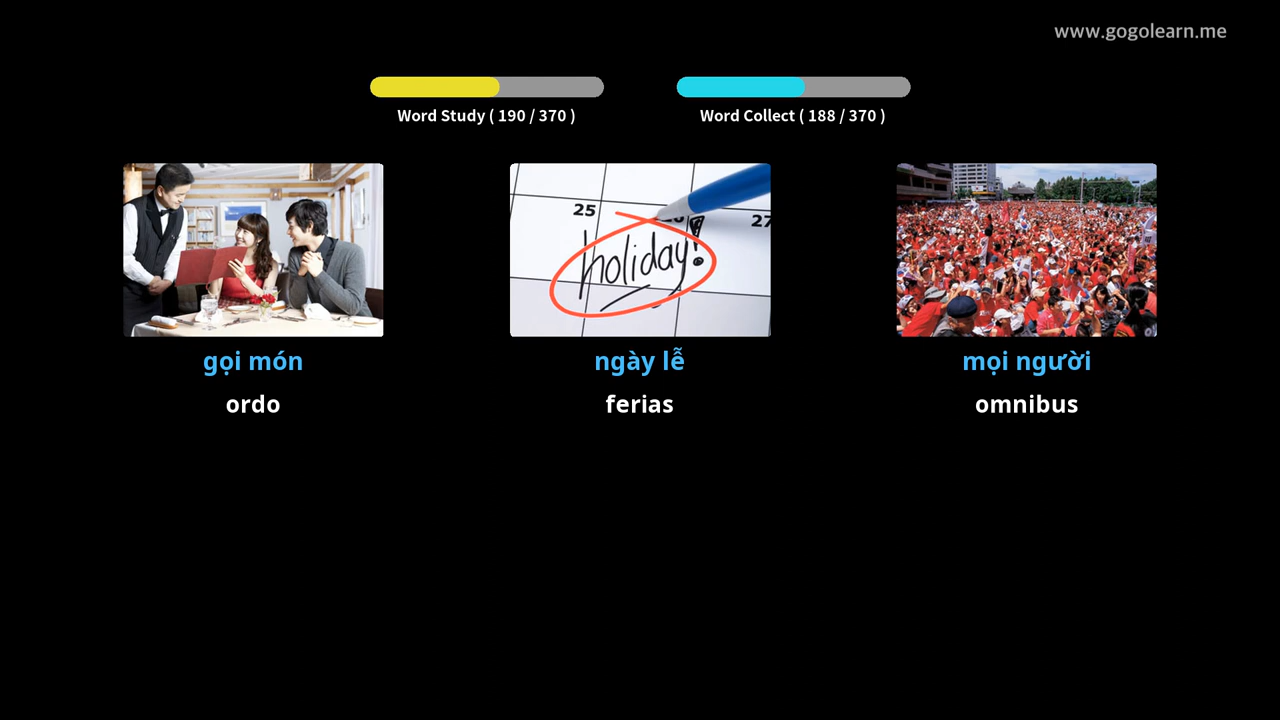 www.gogolearn.me
Word Study ( 190 / 370 )
Word Collect ( 188 / 370 )
25
27
holiday!
gọi món
ngày lễ
mọi người
ordo
ferias
omnibus